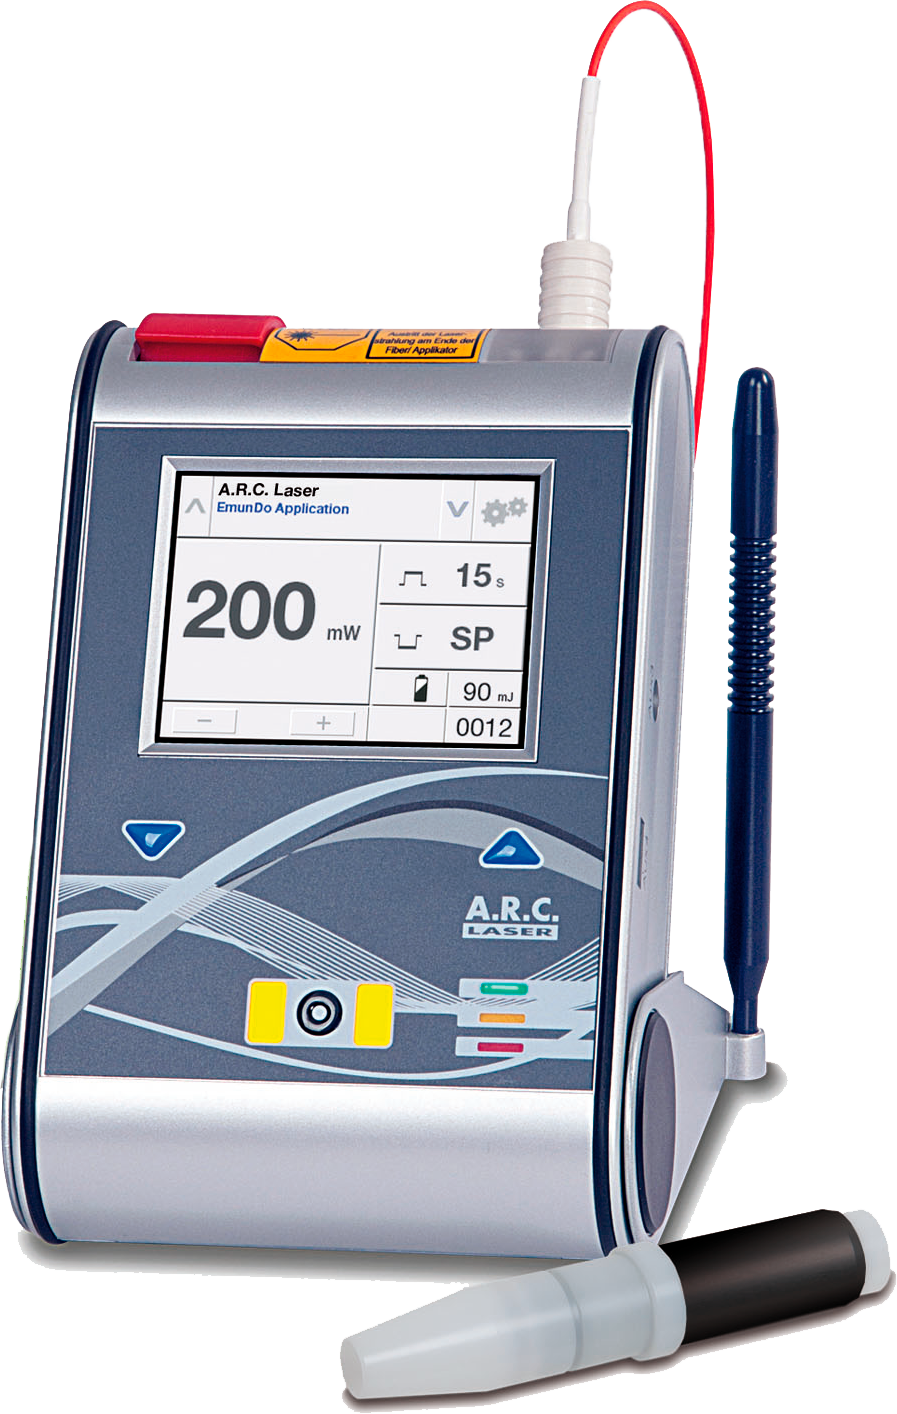 Austritt der Laser-
strahlung am Ende der
Fiber/ Applikator
A.R.C. Laser
EmunDo Application
200 mW
15 s
SP
90 mJ
0012
A.R.C.
LASER